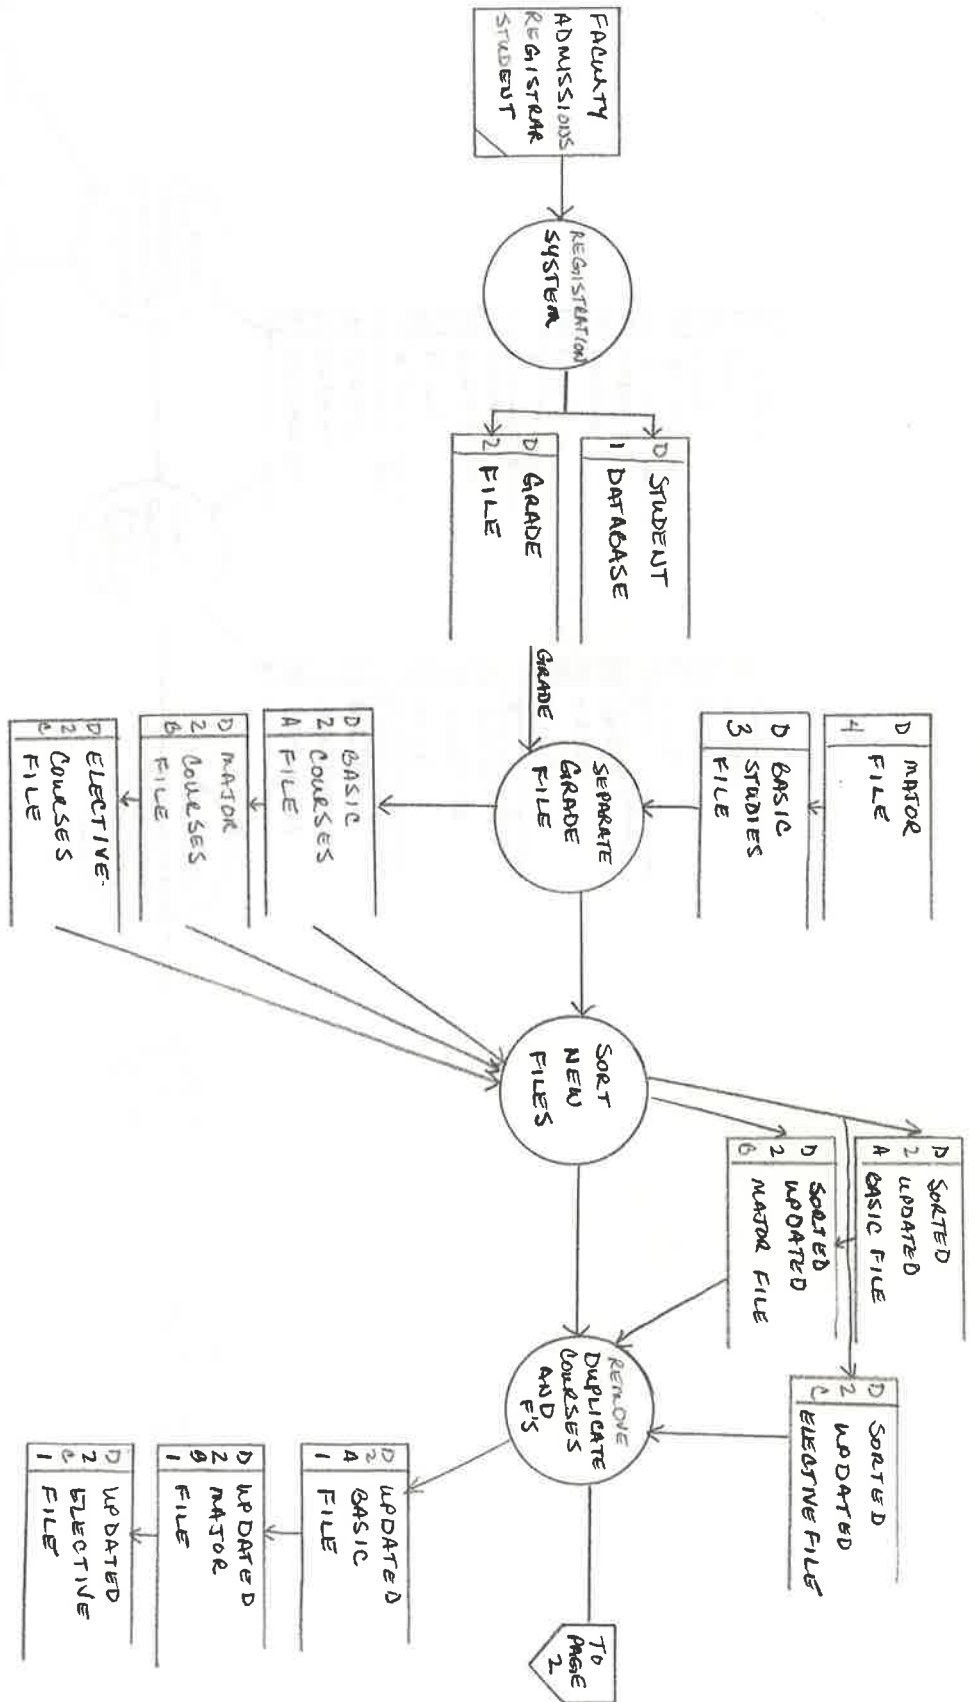 FACULTY
ADMISSIONS
REGISTRAR
STUDENT
REGISTRATION
SYSTEM
D STUDENT
1 DATABASE
D GRADE
2 FILE
GRADE
D MAJOR
4 FILE
D BASIC
STUDIES
3 FILE
SEPARATE
GRADE
FILE
D BASIC
2 COURSES
A FILE
D MAJOR
2 COURSES
B FILE
D ELECTIVE-
2 COURSES
C FILE
SORT
NEW
FILES
D SORTED
2 UPDATED
A BASIC FILE
D SORTED
2 UPDATED
B MAJOR FILE
D SORTED
2 UPDATED
C ELECTIVE FILE
REMOVE
DUPLICATE
COURSES
AND
F'S
D UPDATED
2
A BASIC
1 FILE
D UPDATED
2 MAJOR
B
1 FILE
D UPDATED
2 ELECTIVE
C
1 FILE
TO
PAGE
2